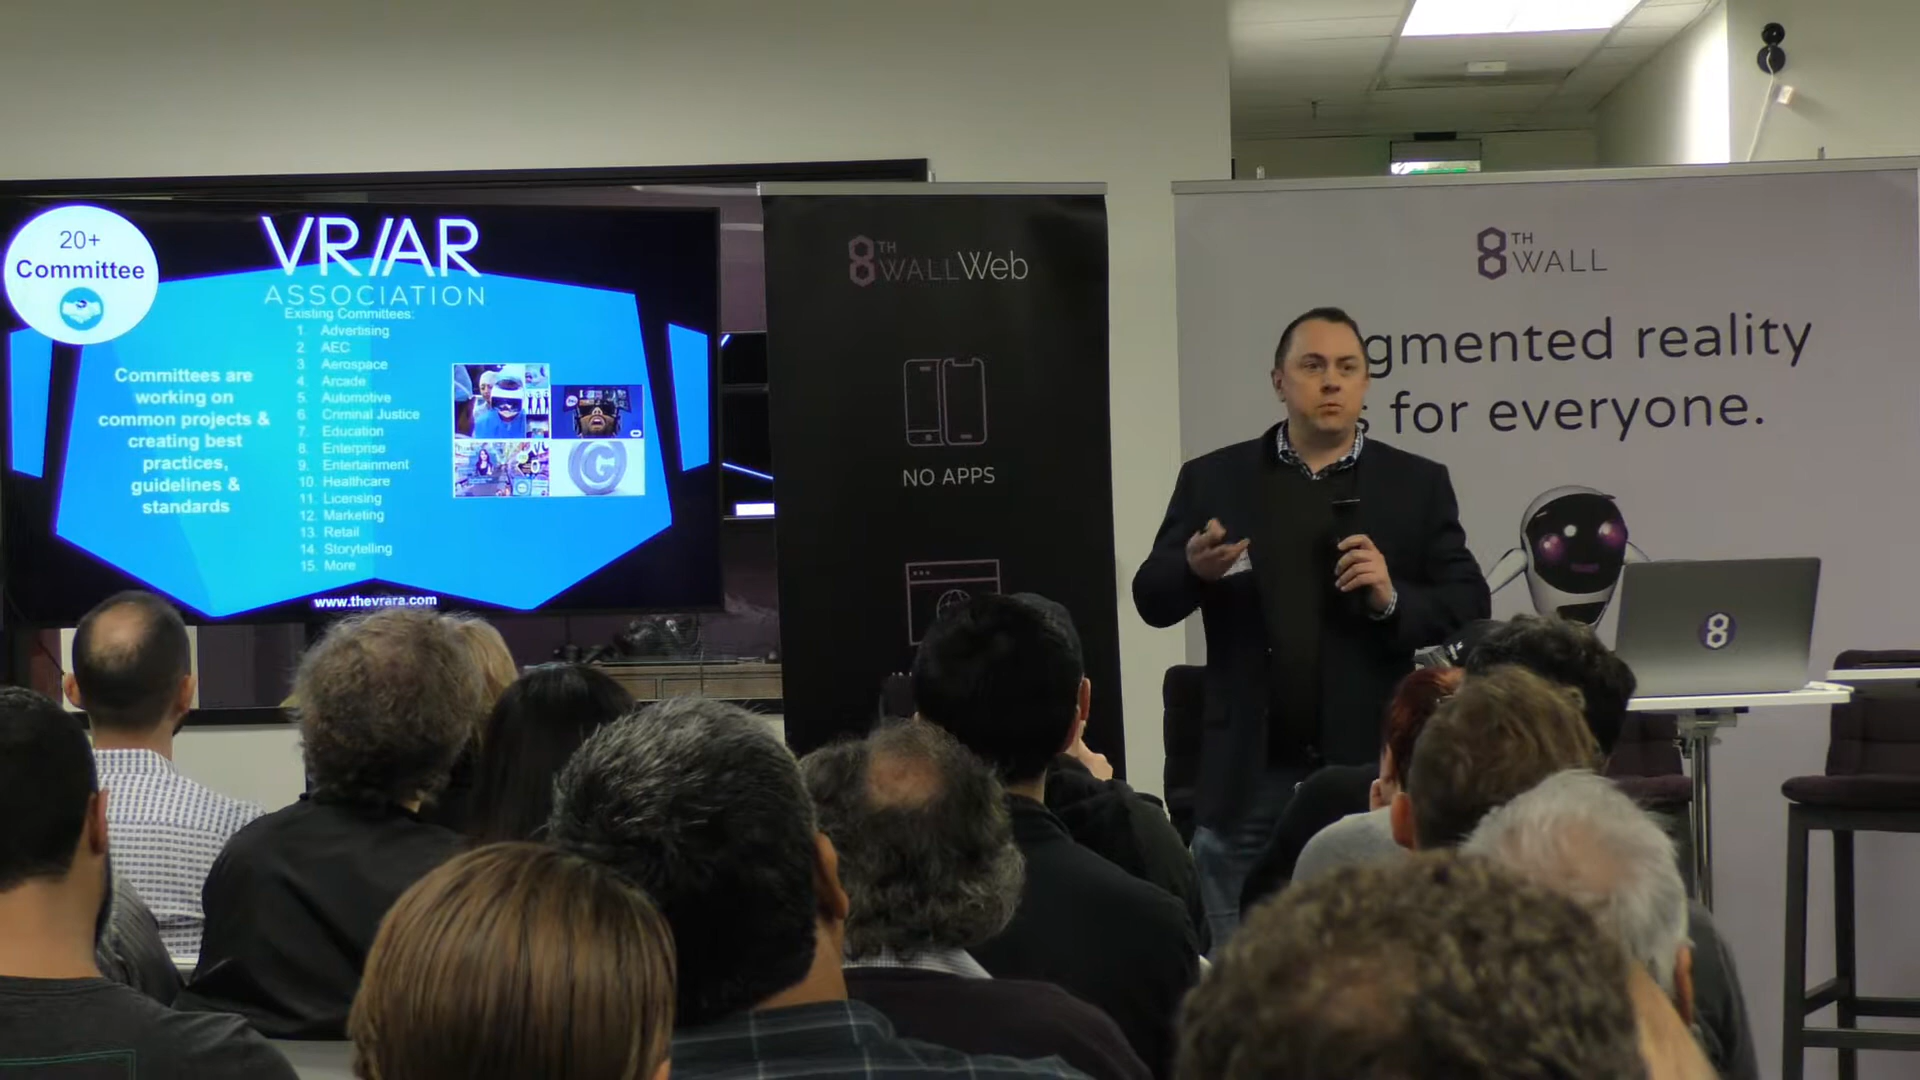 20+
Committee
VR/AR
ASSOCIATION
Existing Committees:
1. Advertising
2. AEC
3. Aerospace
4. Arcade
5. Automotive
6. Criminal Justice
7. Education
8. Enterprise
9. Entertainment
10. Healthcare
11. Licensing
12. Marketing
13. Retail
14. Storytelling
15. More
Committees are
working on
common projects &
creating best
practices,
guidelines &
standards
www.thevrara.com
8TH
WALL Web
NO APPS
8TH
WALL
gmented reality
s for everyone.
8